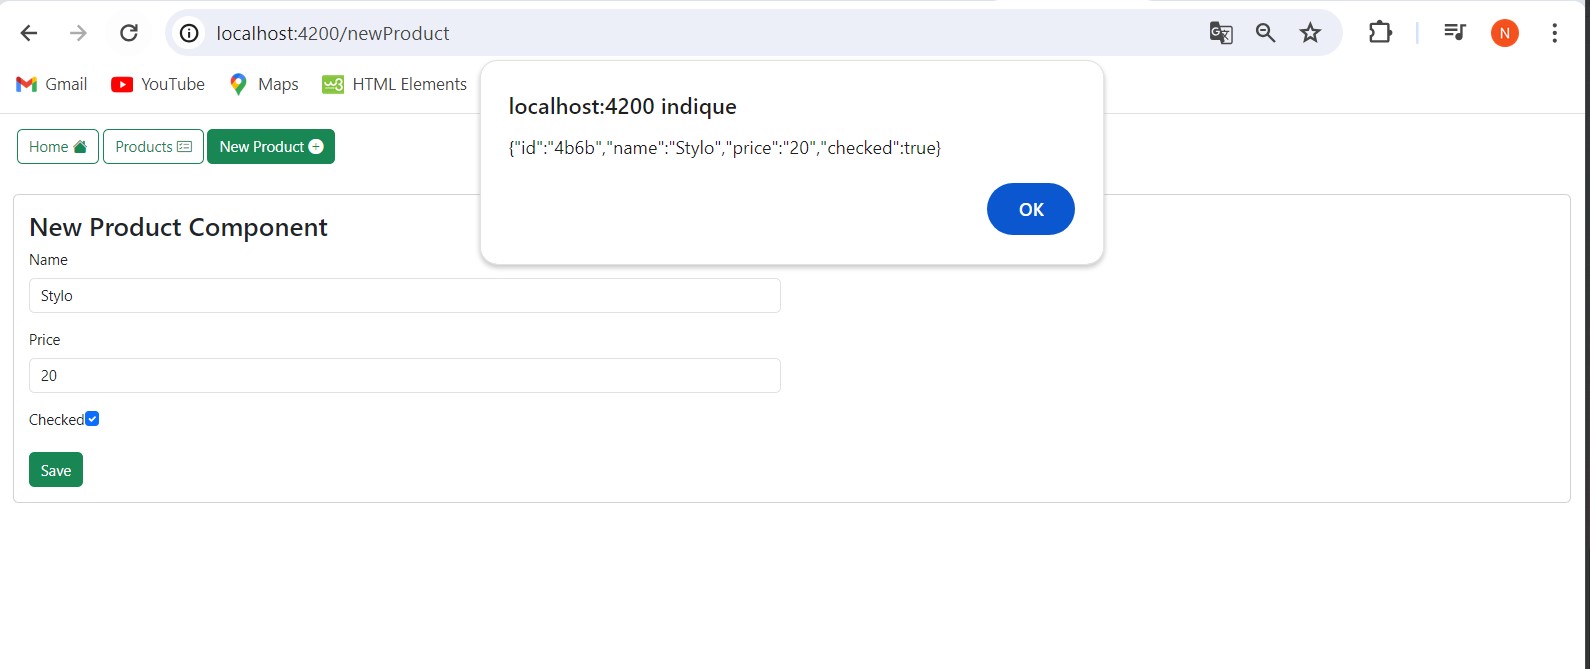 localhost:4200/newProduct
Gmail YouTube Maps HTML Elements
localhost:4200 indique
{"id":"4b6b","name":"Stylo","price":"20","checked":true}
OK
Home Products New Product
New Product Component
Name
Stylo
Price
20
Checked
Save
N